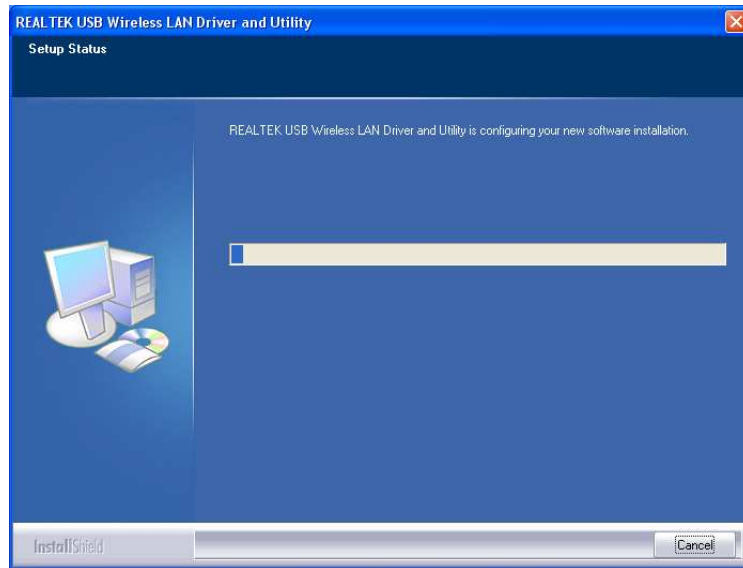 REALTEK USB Wireless LAN Driver and Utility
Setup Status
REALTEK USB Wireless LAN Driver and Utility is configuring your new software installation.
InstallShield
Cancel